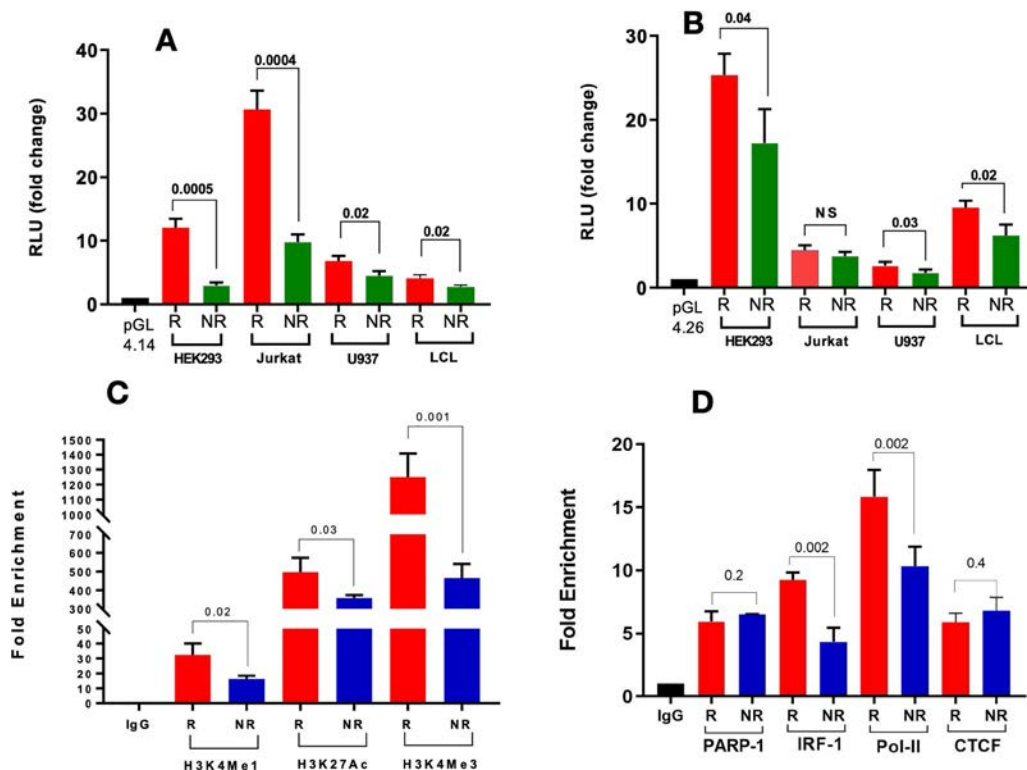 A
RLU (fold change)
40
30
20
10
0
0.0005
0.0004
0.02
0.02
pGL
4.14
R NR R NR R NR R NR
HEK293 Jurkat U937 LCL
B
RLU (fold change)
30
20
10
0
0.04
NS
0.03
0.02
pGL
4.26
R NR R NR R NR R NR
HEK293 Jurkat U937 LCL
C
Fold Enrichment
1500
1400
1300
1200
1100
1000
700
600
500
400
300
50
40
30
20
10
0
0.02
0.03
0.001
IgG R NR R NR R NR
H3K4Me1 H3K27Ac H3K4Me3
D
Fold Enrichment
20
15
10
5
0
0.2
0.002
0.002
0.4
IgG R NR R NR R NR R NR
PARP-1 IRF-1 Pol-II CTCF